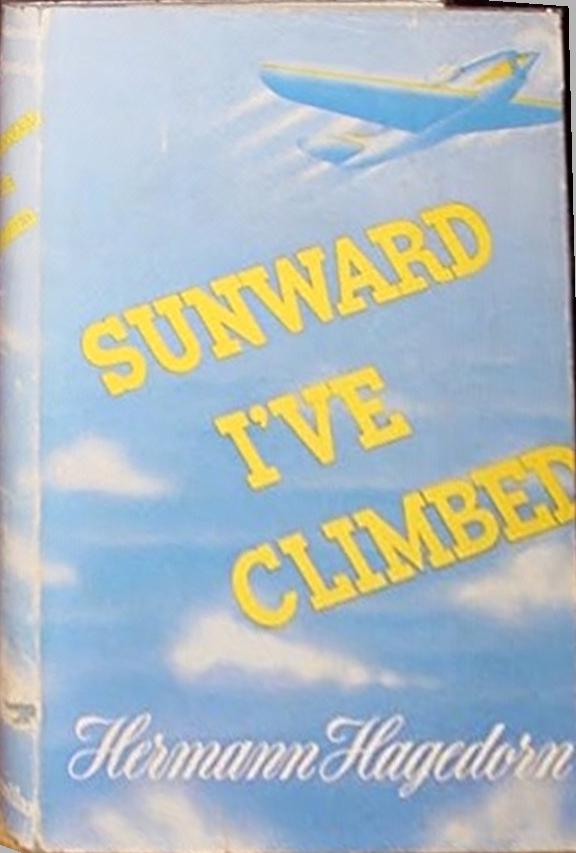 SUNWARD
I'VE
CLIMBED
Hermann Hagedorn